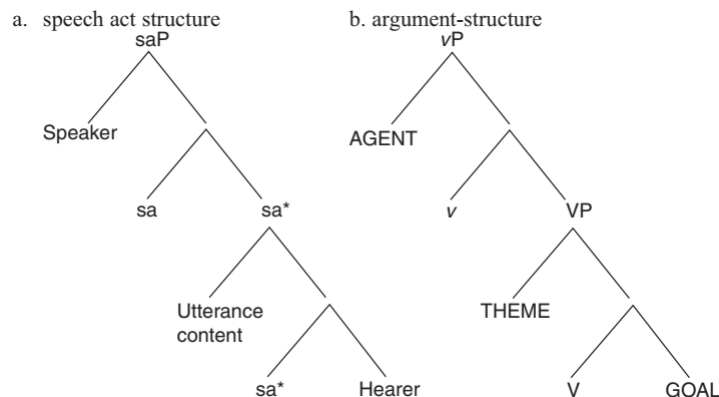 a. speech act structure
b. argument-structure
saP
vP
Speaker
AGENT
sa
sa*
v
VP
Utterance
content
THEME
sa*
Hearer
V
GOAL